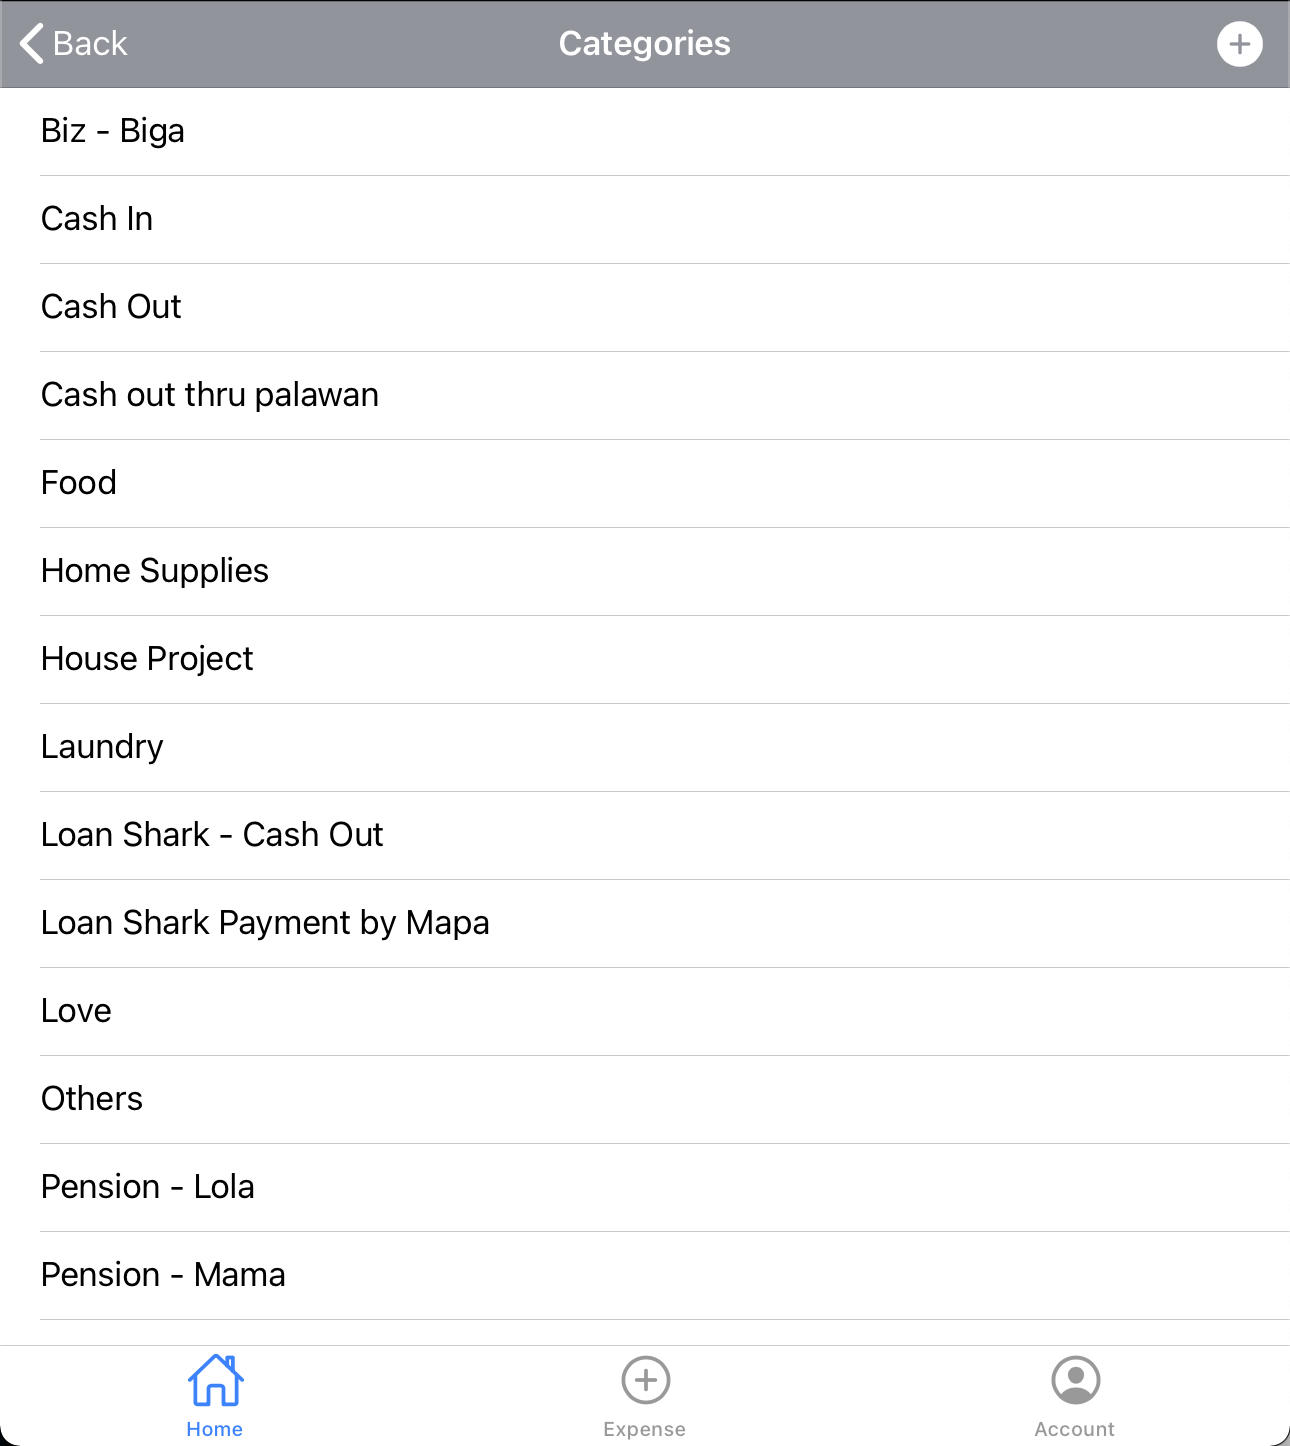 Back
Categories
Biz - Biga
Cash In
Cash Out
Cash out thru palawan
Food
Home Supplies
House Project
Laundry
Loan Shark - Cash Out
Loan Shark Payment by Mapa
Love
Others
Pension - Lola
Pension - Mama
Home
Expense
Account